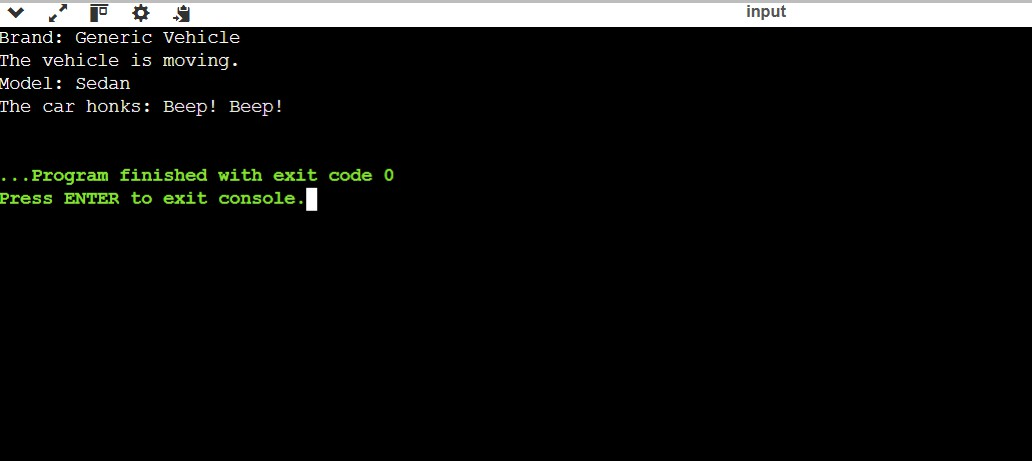 input
Brand: Generic Vehicle
The vehicle is moving.
Model: Sedan
The car honks: Beep! Beep!
...Program finished with exit code 0
Press ENTER to exit console.